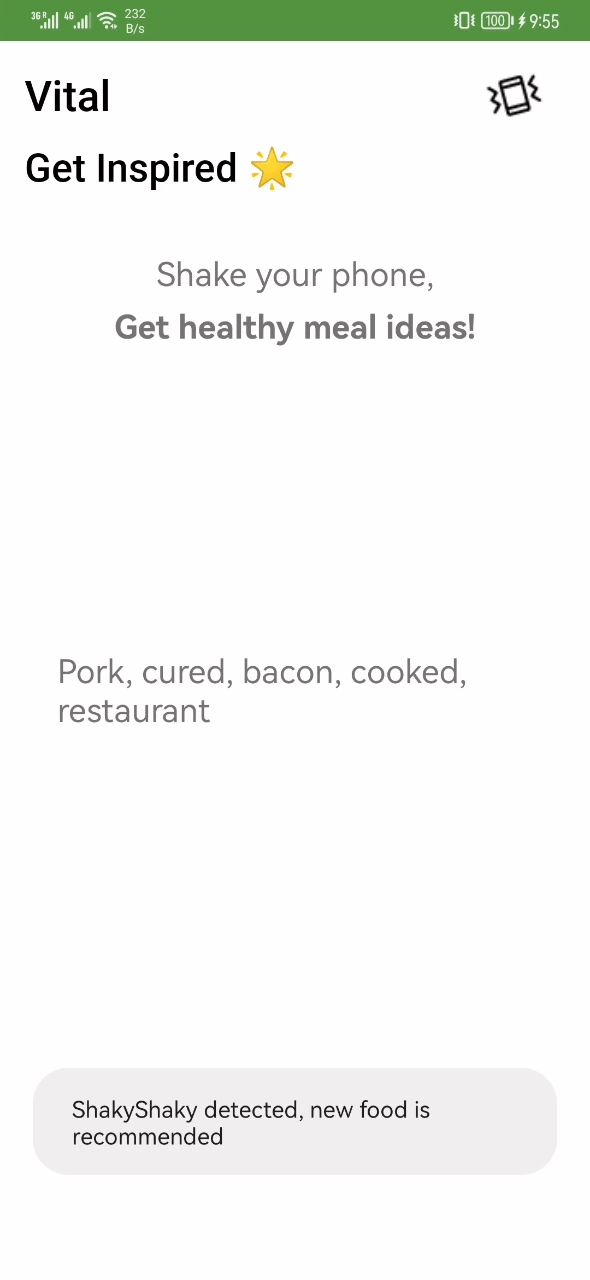 3G R 4G 232 B/s 100 9:55
Vital
Get Inspired 🌟
Shake your phone,
Get healthy meal ideas!
Pork, cured, bacon, cooked,
restaurant
ShakyShaky detected, new food is
recommended